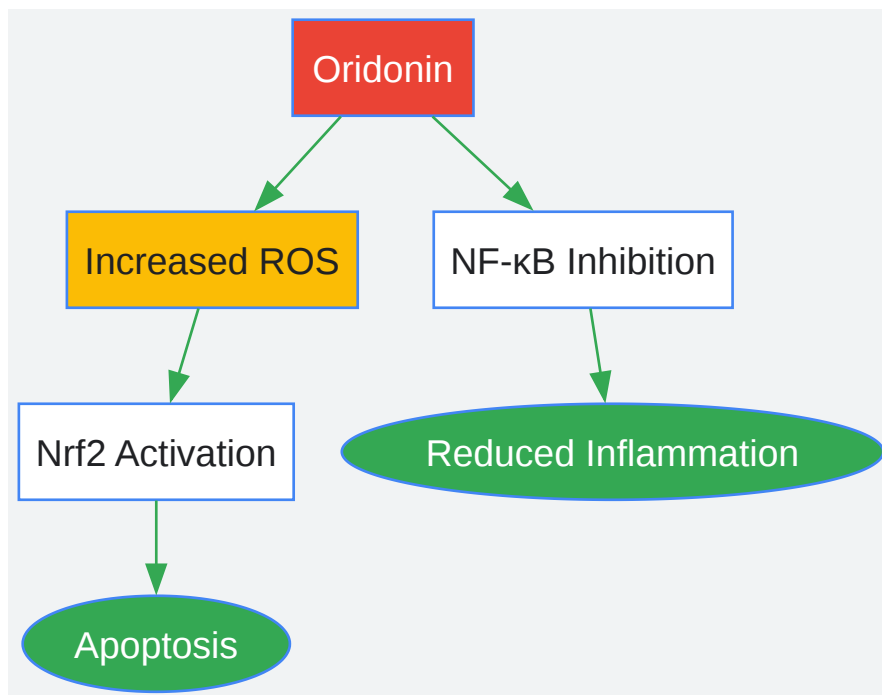 Oridonin
Increased ROS
NF-κB Inhibition
Nrf2 Activation
Reduced Inflammation
Apoptosis